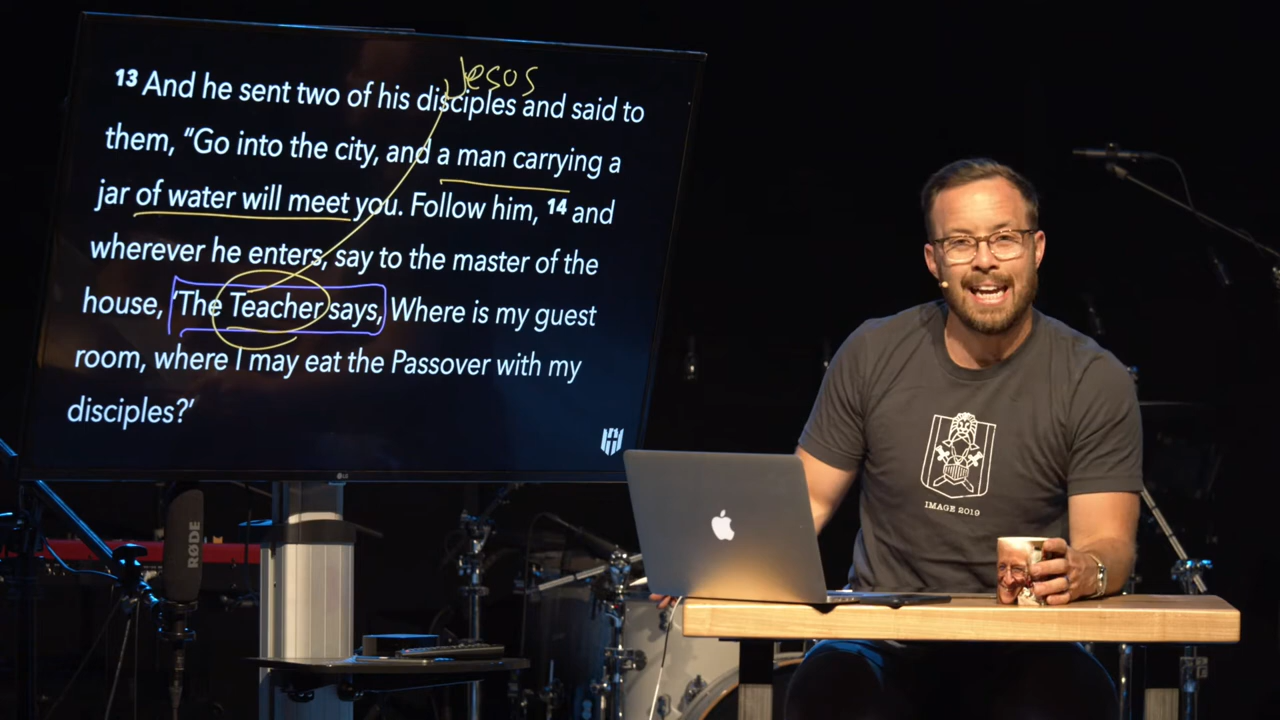 Jesos
13 And he sent two of his disciples and said to
them, "Go into the city, and a man carrying a
jar of water will meet you. Follow him, 14 and
wherever he enters, say to the master of the
house, ‘The Teacher says, Where is my guest
room, where I may eat the Passover with my
disciples?’
LG
RØDE
IMAGE 2019